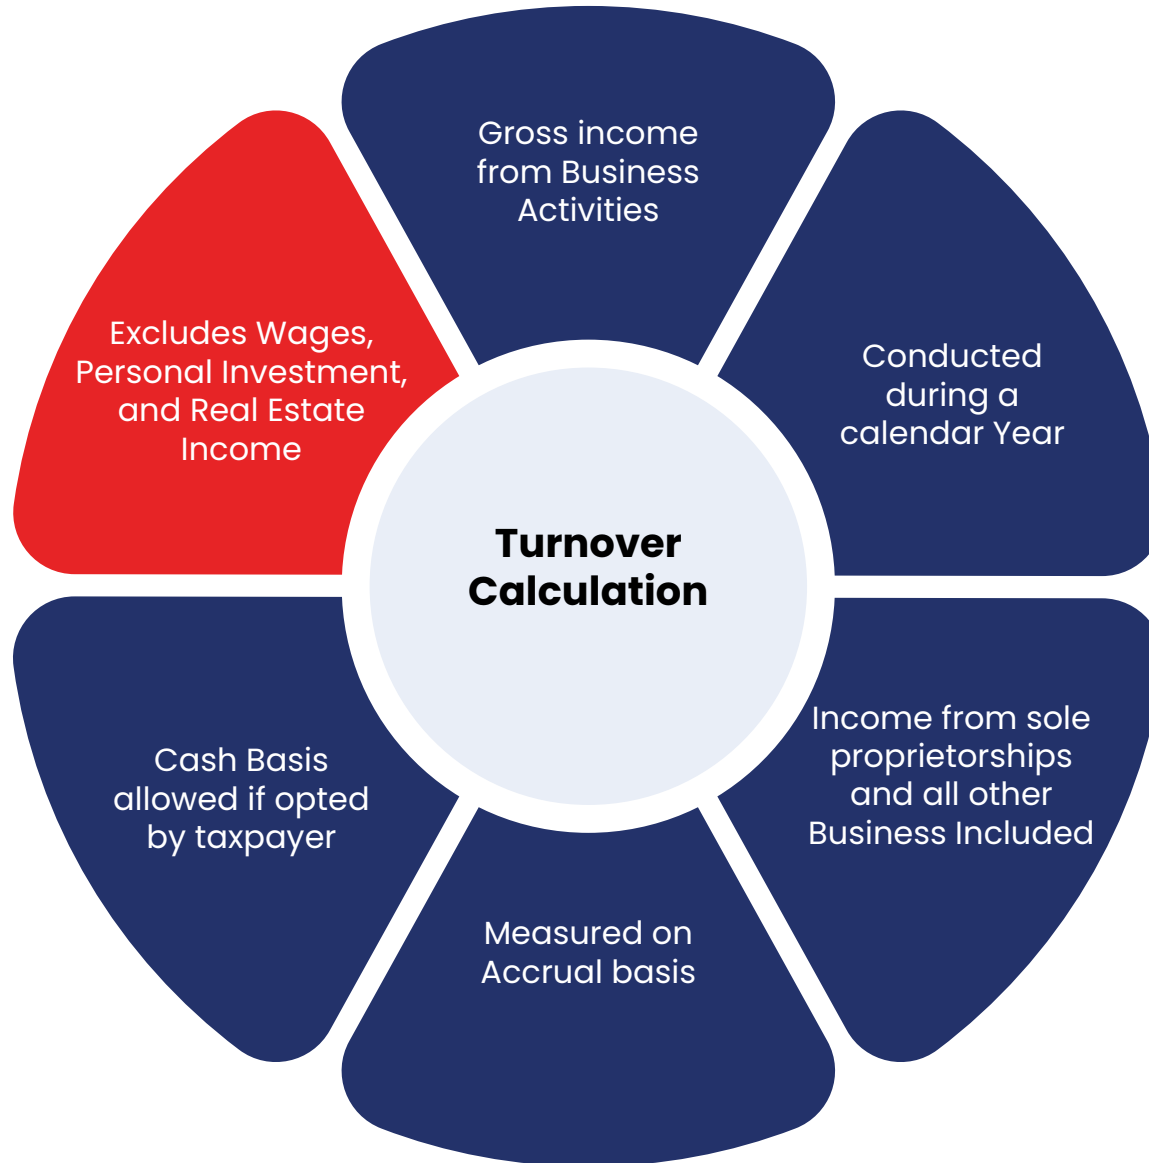 Gross income
from Business
Activities
Conducted
during a
calendar Year
Income from sole
proprietorships
and all other
Business Included
Measured on
Accrual basis
Cash Basis
allowed if opted
by taxpayer
Excludes Wages,
Personal Investment,
and Real Estate
Income
Turnover
Calculation